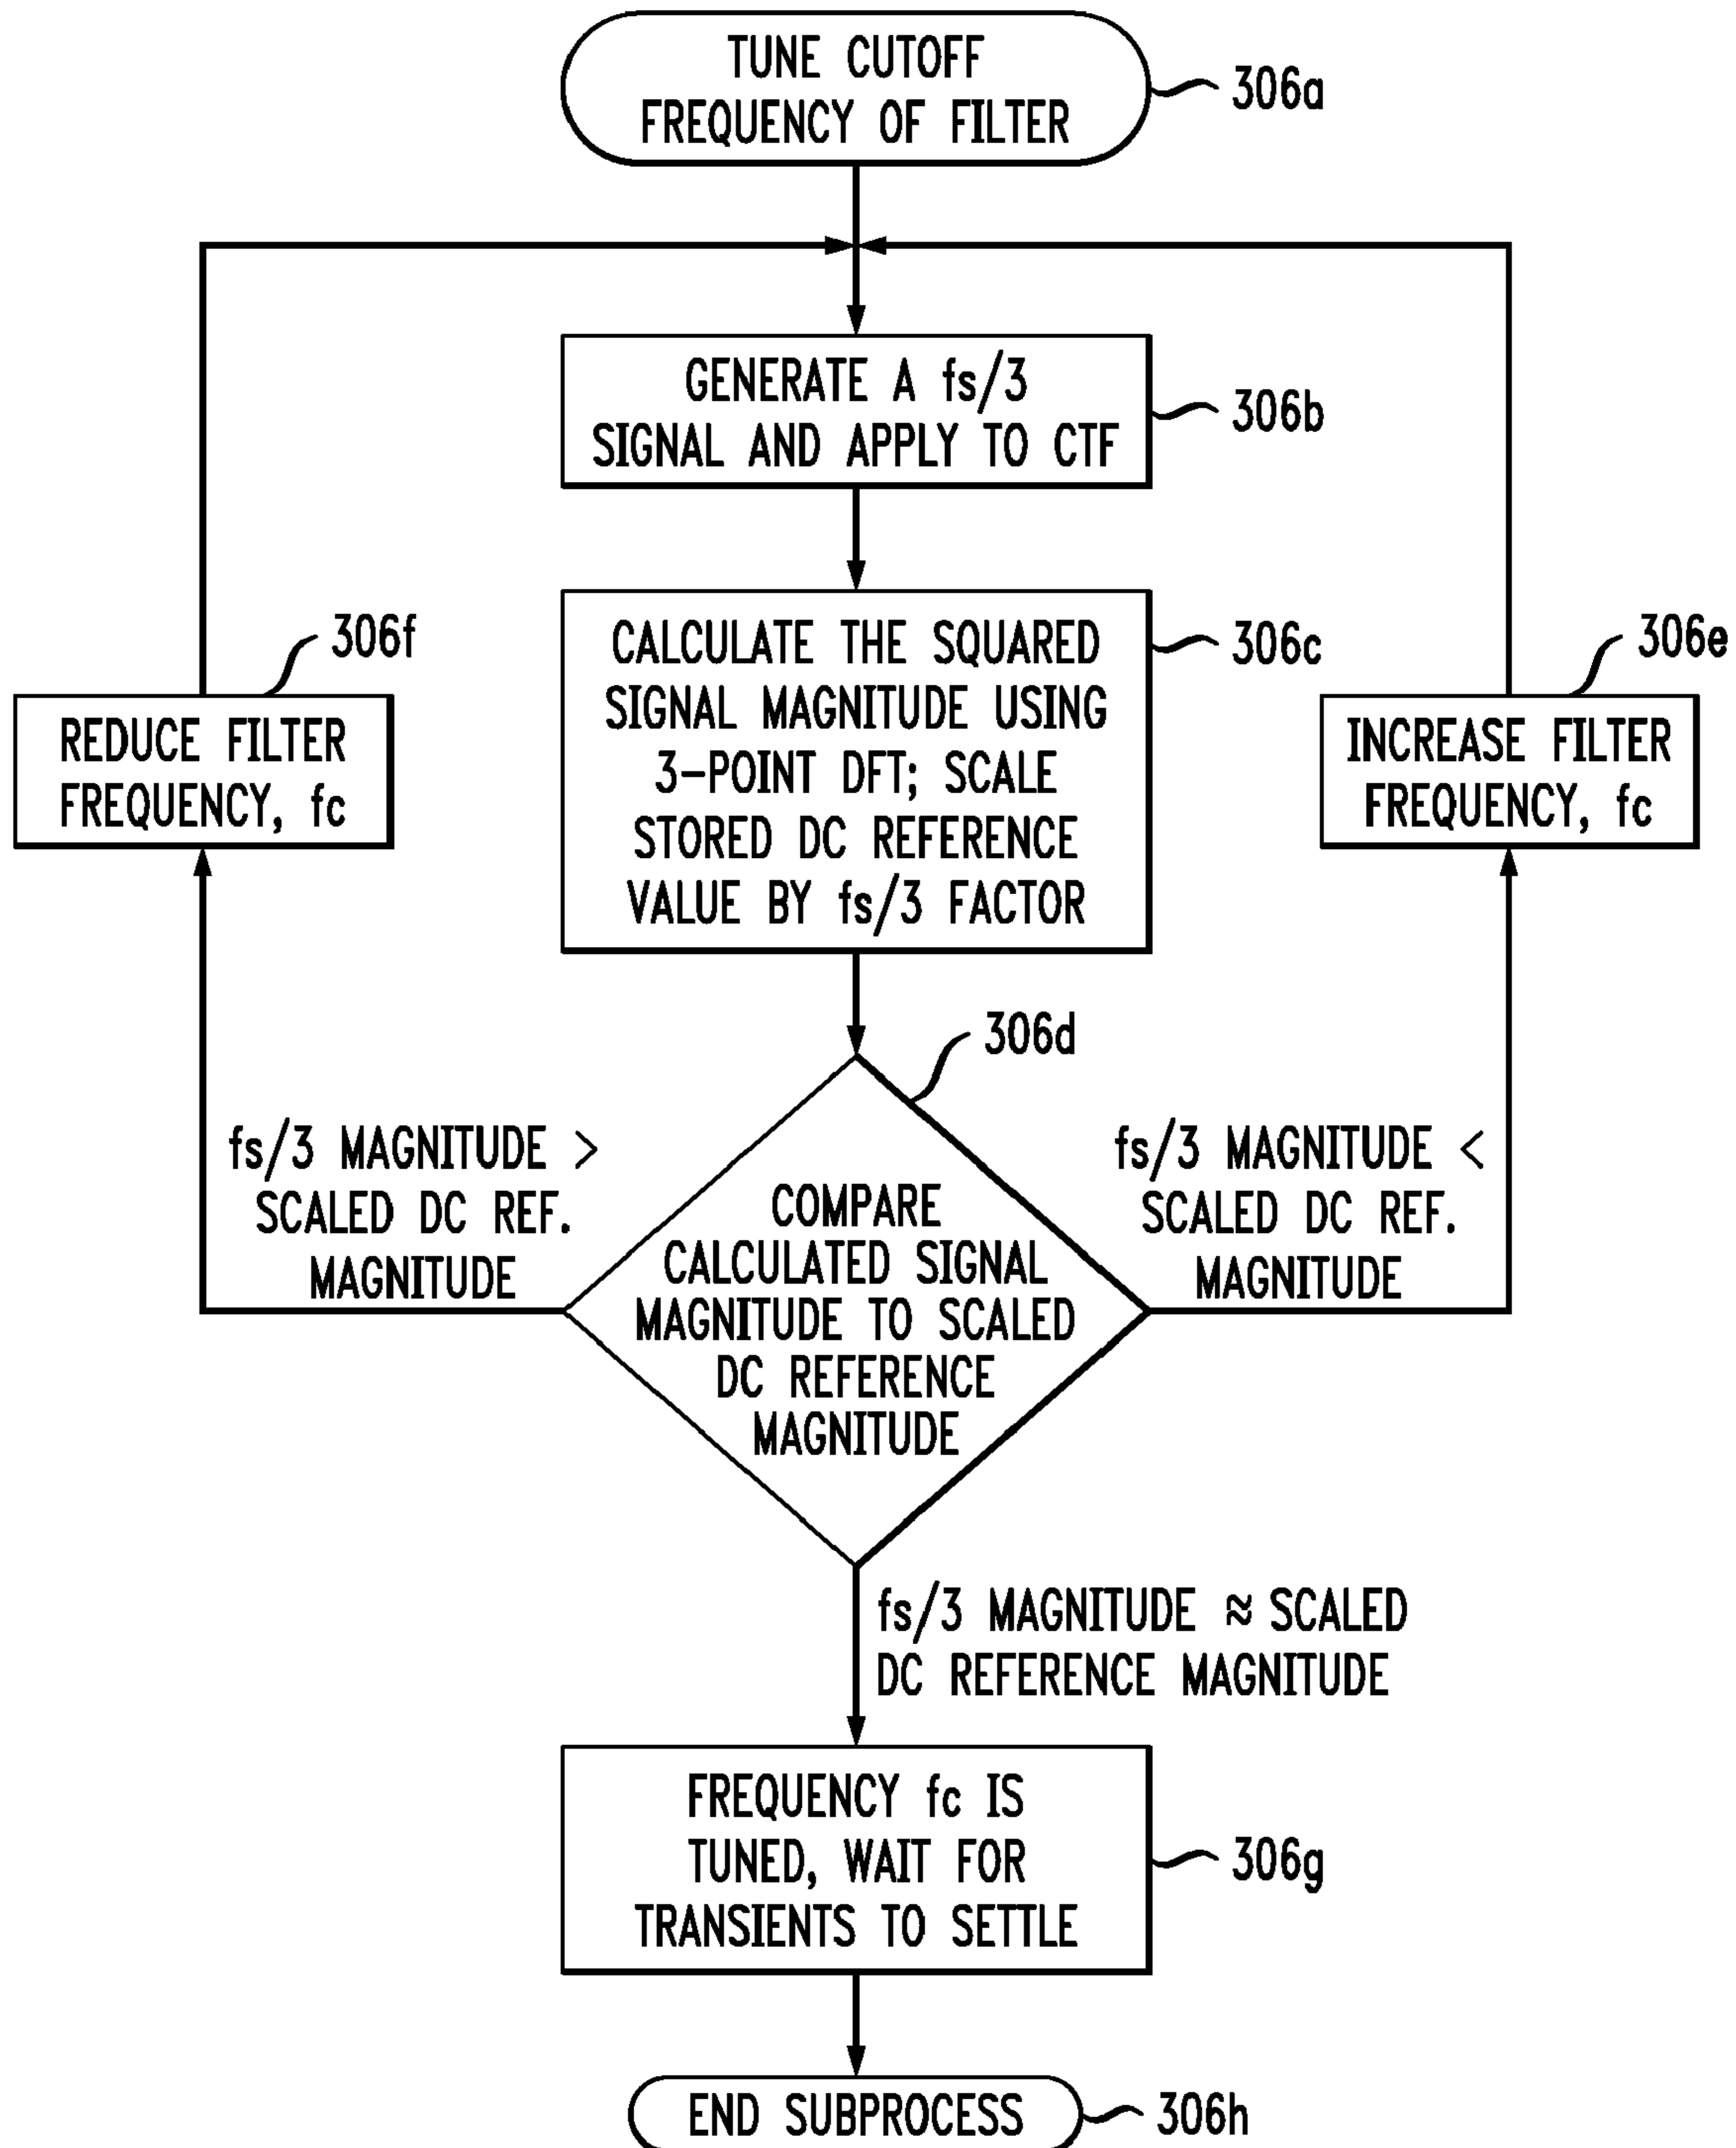 TUNE CUTOFF
FREQUENCY OF FILTER
306a
GENERATE A fs/3
SIGNAL AND APPLY TO CTF
306b
CALCULATE THE SQUARED
SIGNAL MAGNITUDE USING
3-POINT DFT; SCALE
STORED DC REFERENCE
VALUE BY fs/3 FACTOR
306c
306f
REDUCE FILTER
FREQUENCY, fc
306e
INCREASE FILTER
FREQUENCY, fc
306d
fs/3 MAGNITUDE >
SCALED DC REF.
MAGNITUDE
COMPARE
CALCULATED SIGNAL
MAGNITUDE TO SCALED
DC REFERENCE
MAGNITUDE
fs/3 MAGNITUDE <
SCALED DC REF.
MAGNITUDE
fs/3 MAGNITUDE ≈ SCALED
DC REFERENCE MAGNITUDE
FREQUENCY fc IS
TUNED, WAIT FOR
TRANSIENTS TO SETTLE
306g
END SUBPROCESS
306h